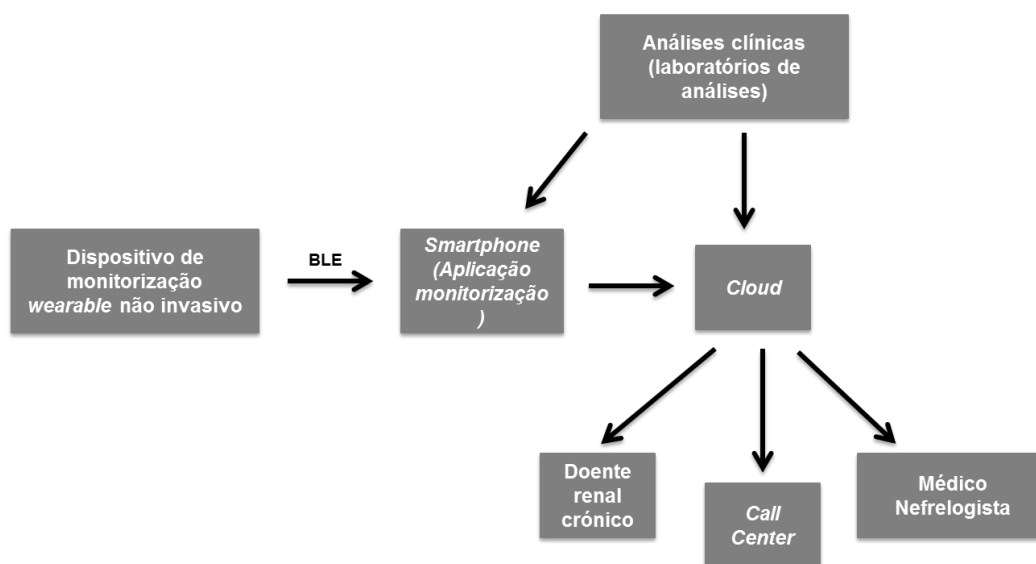 Análises clínicas
(laboratórios de
análises)
Dispositivo de
monitorização
wearable não invasivo
BLE
Smartphone
(Aplicação
monitorização
)
Cloud
Doente
renal
crónico
Call
Center
Médico
Nefrelogista